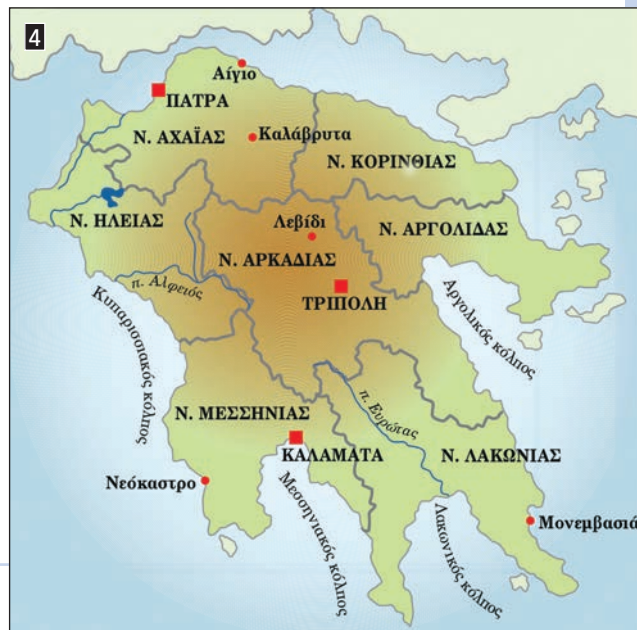 4
Αίγιο
ΠΑΤΡΑ
Ν. ΑΧΑΪΑΣ
Καλάβρυτα
Ν. ΚΟΡΙΝΘΙΑΣ
Ν. ΗΛΕΙΑΣ
Λεβίδι
Ν. ΑΡΓΟΛΙΔΑΣ
Ν. ΑΡΚΑΔΙΑΣ
π. Αλφειός
ΤΡΙΠΟΛΗ
Αργολικός κόλπος
Κυπαρισσιακός κόλπος
π. Ευρώτας
Ν. ΜΕΣΣΗΝΙΑΣ
ΚΑΛΑΜΑΤΑ
Ν. ΛΑΚΩΝΙΑΣ
Νεόκαστρο
Μεσσηνιακός κόλπος
Λακωνικός κόλπος
Μονεμβασιά